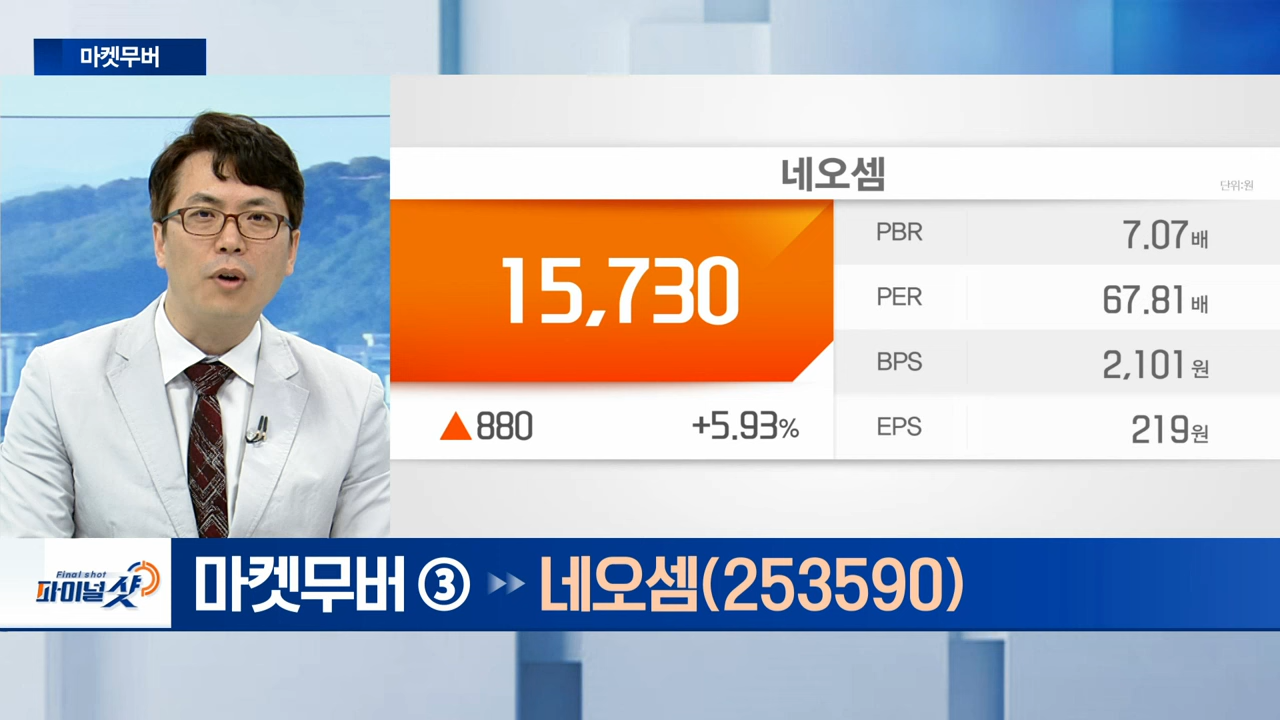 마켓무버
네오셈
단위:원
15,730
▲880 +5.93%
PBR 7.07배
PER 67.81배
BPS 2,101원
EPS 219원
Final shot
파이널샷
마켓무버 ③ 네오셈(253590)